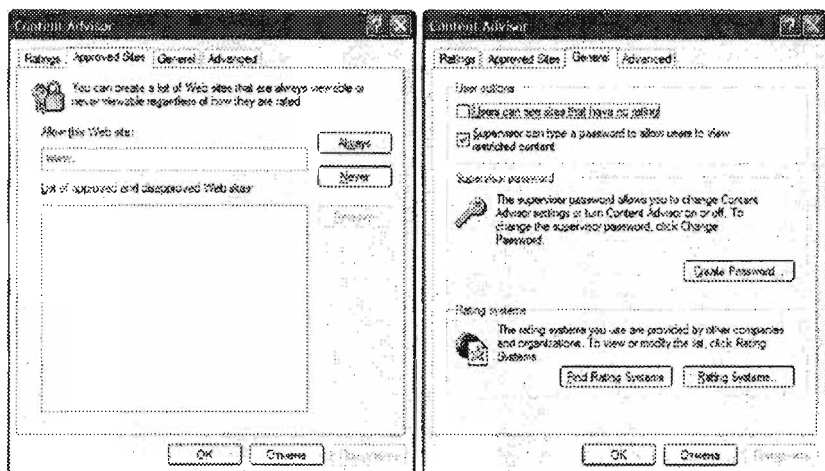 Content Advisor
Ratings Approved Sites General Advanced
You can create a list of Web sites that are always viewable or
never viewable regardless of how they are rated
Allow this Web site:
www.
Always
Never
List of approved and disapproved Web sites:
Remove
OK Отмена
Content Advisor
Ratings Approved Sites General Advanced
User options
Users can see sites that have no rating
Supervisor can type a password to allow users to view
restricted content
Supervisor password
The supervisor password allows you to change Content
Advisor settings or turn Content Advisor on or off. To
change the supervisor password, click Change
Password.
Create Password...
Rating systems
The rating systems you use are provided by other companies
and organizations. To view or modify the list, click Rating
Systems.
Find Rating Systems Rating Systems...
OK Отмена